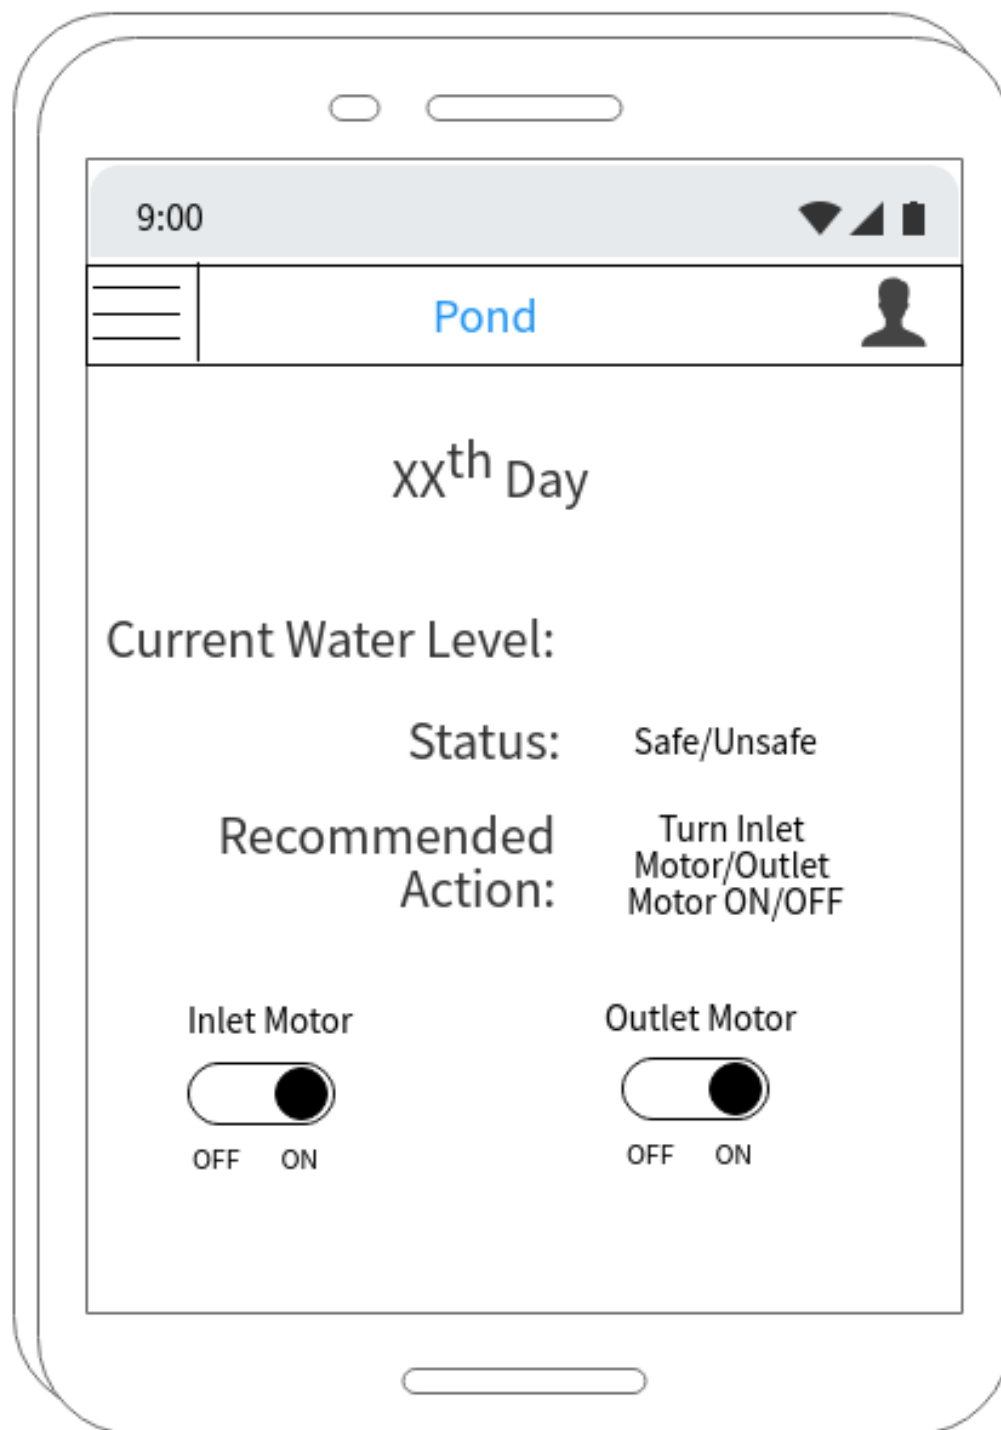 9:00
Pond
XXth Day
Current Water Level:
Status: Safe/Unsafe
Recommended
Action:
Turn Inlet
Motor/Outlet
Motor ON/OFF
Inlet Motor
OFF ON
Outlet Motor
OFF ON